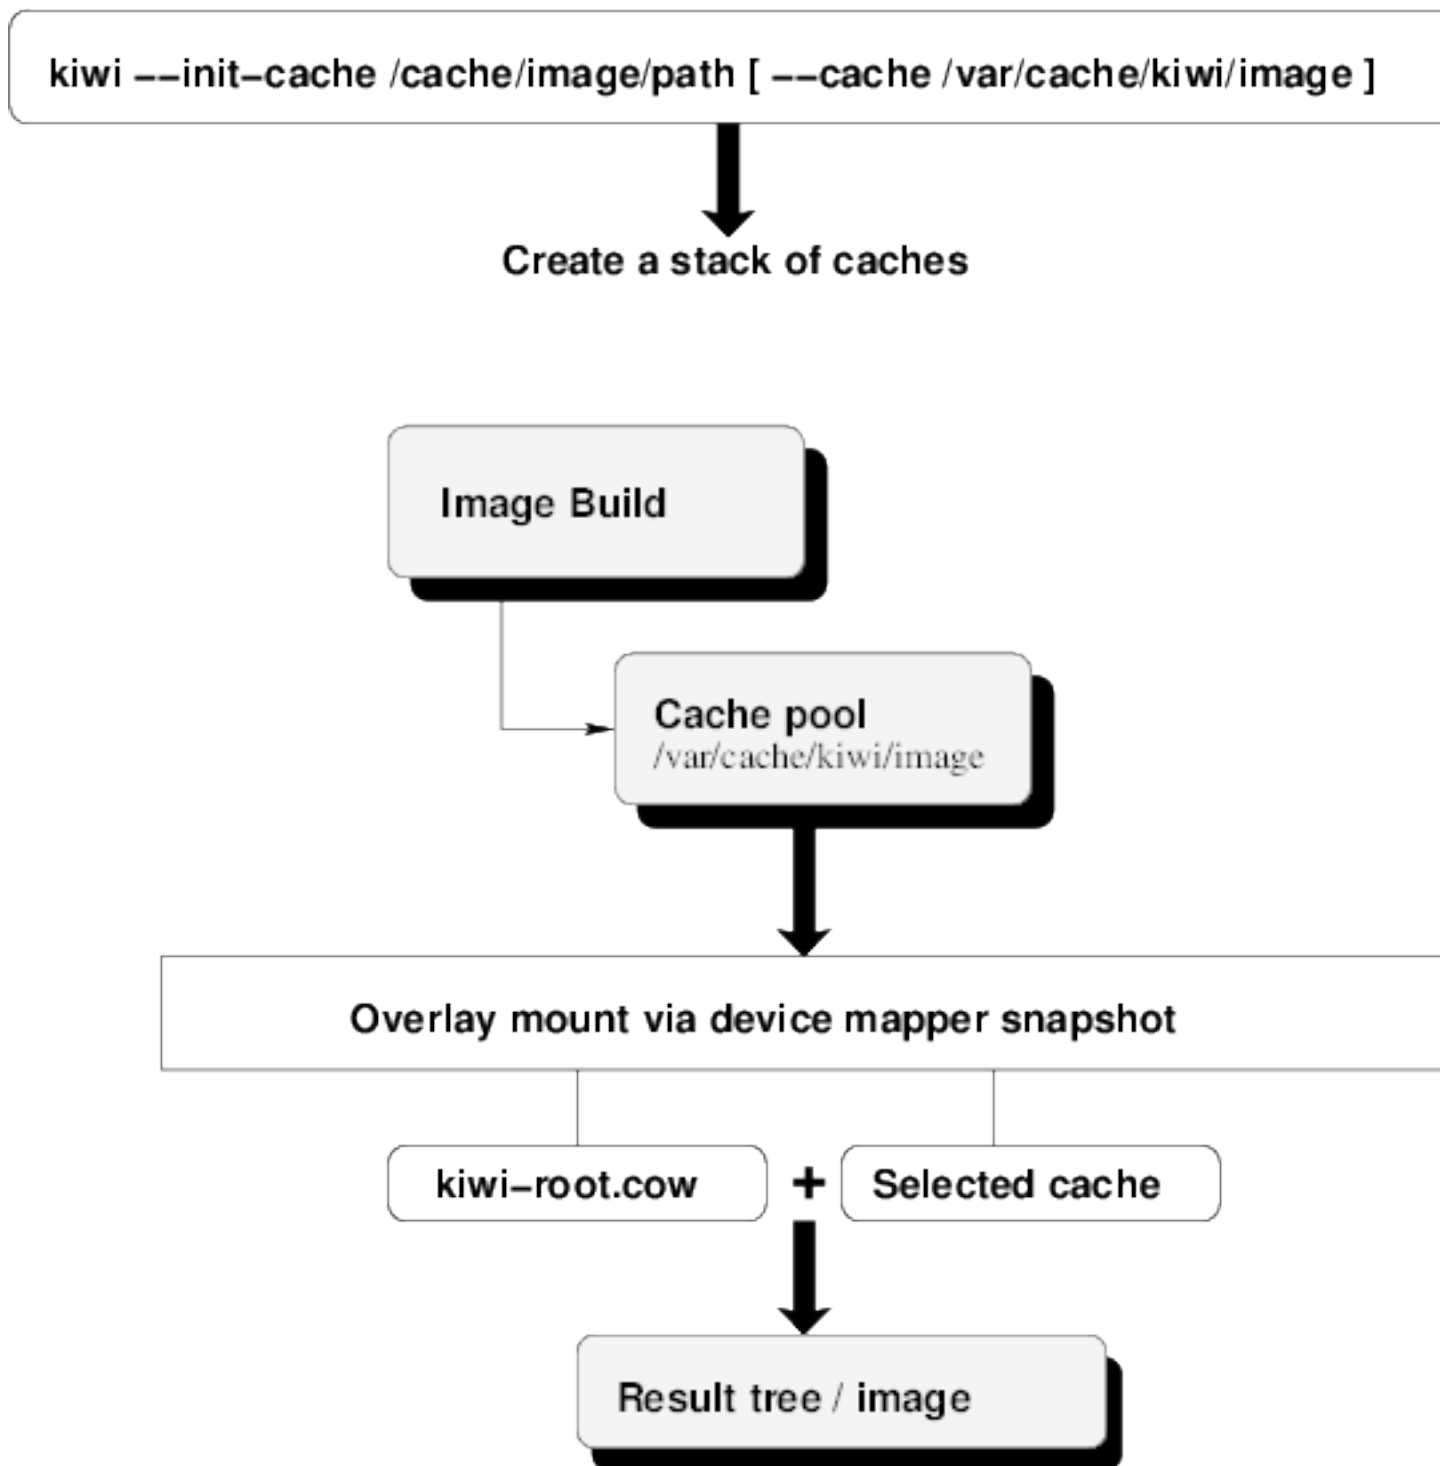 kiwi --init-cache /cache/image/path [ --cache /var/cache/kiwi/image ]
Create a stack of caches
Image Build
Cache pool
/var/cache/kiwi/image
Overlay mount via device mapper snapshot
kiwi-root.cow + Selected cache
Result tree / image